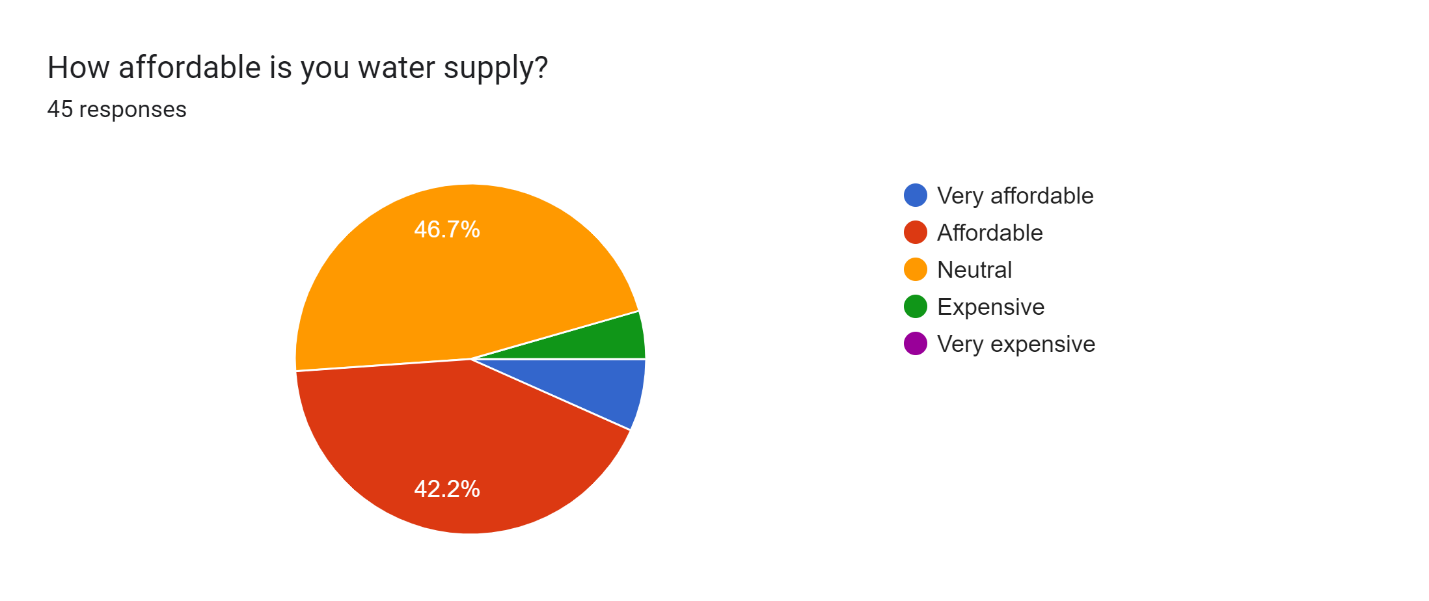 How affordable is you water supply?
45 responses
46.7%
42.2%
Very affordable
Affordable
Neutral
Expensive
Very expensive